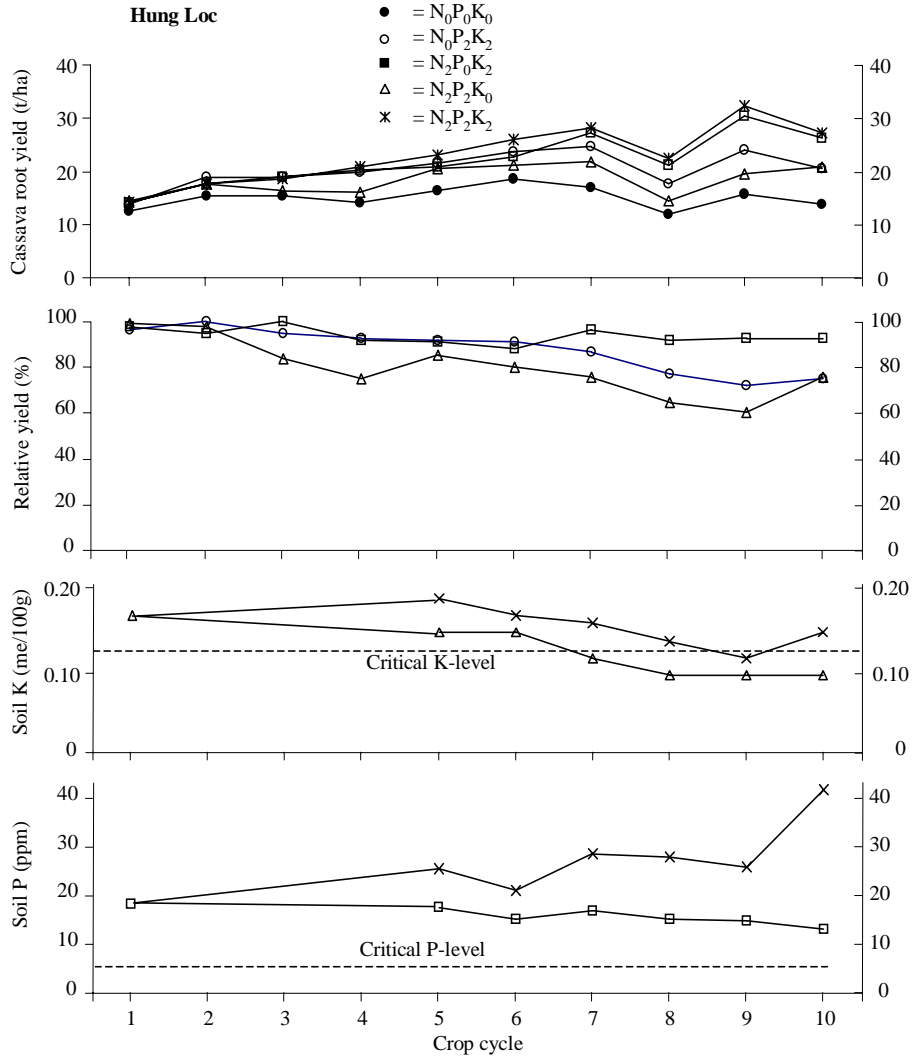 Hung Loc
● = N₀P₀K₀
○ = N₀P₂K₂
■ = N₂P₀K₂
△ = N₂P₂K₀
= N₂P₂K₂
Cassava root yield (t/ha)
40 40
30 30
20 20
10 10
0 0
Relative yield (%)
100 100
80 80
60 60
40 40
20 20
0 0
Soil K (me/100g)
0.20 0.20
Critical K-level
0.10 0.10
0 0
Soil P (ppm)
40 40
30 30
20 20
10 10
Critical P-level
0 0
1 2 3 4 5 6 7 8 9 10
Crop cycle